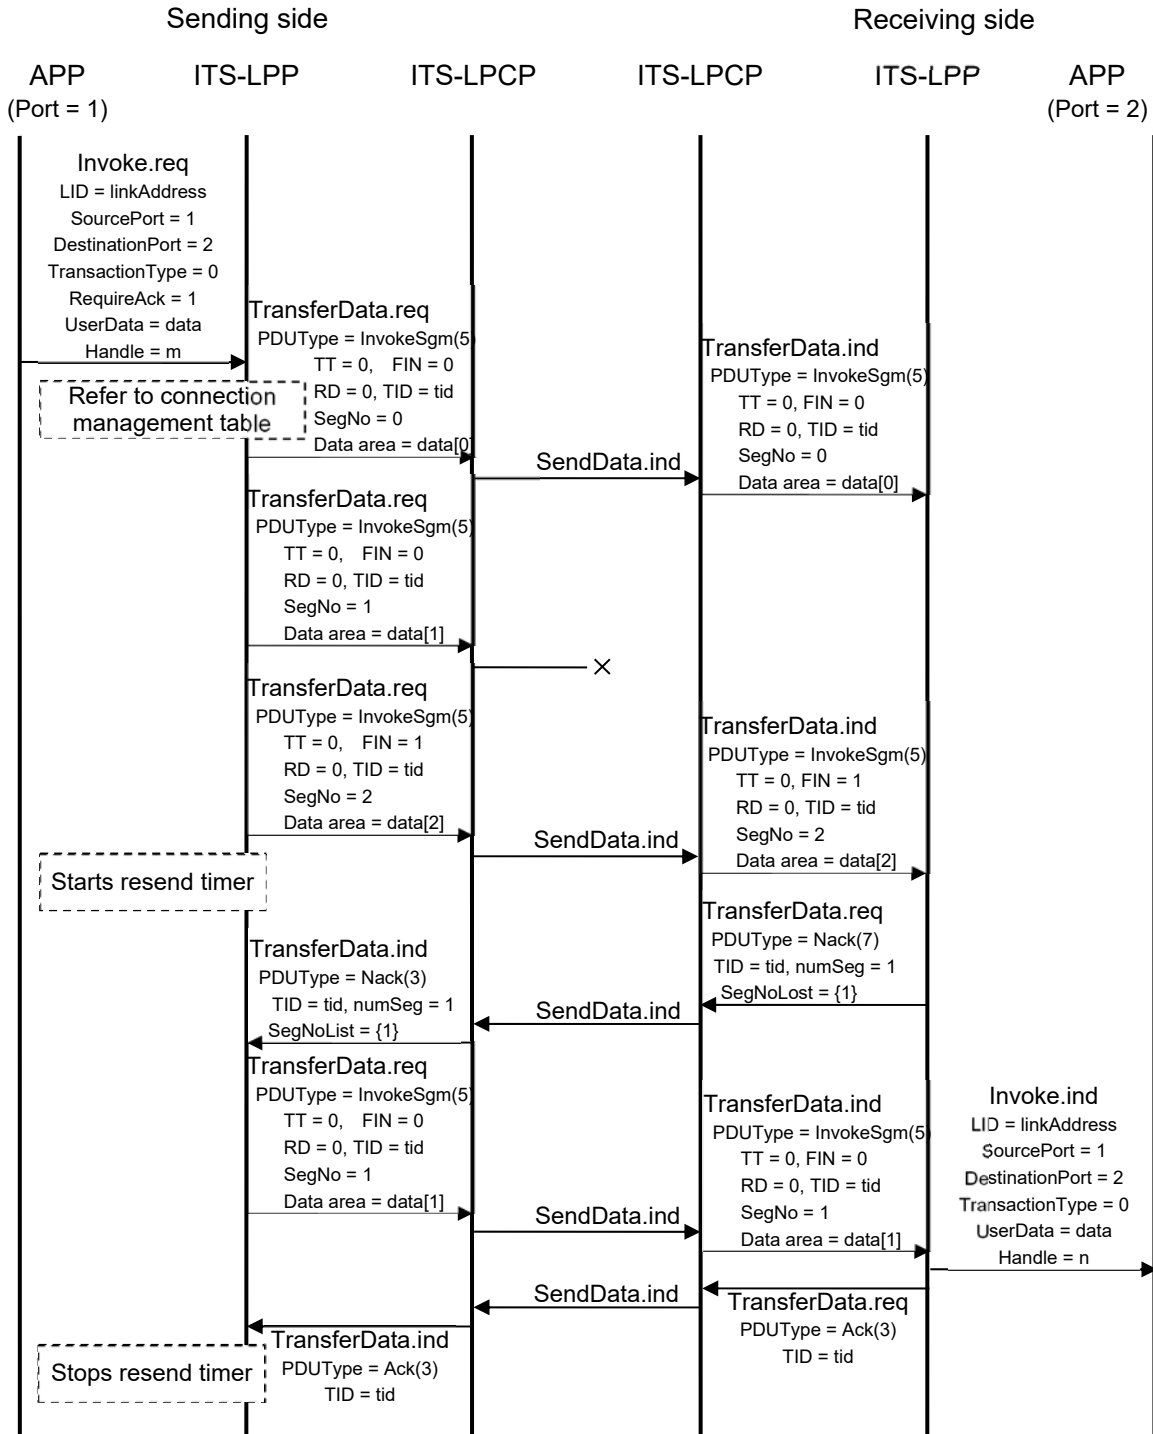 Sending side
Receiving side
APP
(Port = 1)
ITS-LPP
ITS-LPCP
ITS-LPCP
ITS-LPP
APP
(Port = 2)
Invoke.req
LID = linkAddress
SourcePort = 1
DestinationPort = 2
TransactionType = 0
RequireAck = 1
UserData = data
Handle = m
Refer to connection
management table
TransferData.req
PDUType = InvokeSgm(5)
TT = 0, FIN = 0
RD = 0, TID = tid
SegNo = 0
Data area = data[0]
SendData.ind
TransferData.ind
PDUType = InvokeSgm(5)
TT = 0, FIN = 0
RD = 0, TID = tid
SegNo = 0
Data area = data[0]
TransferData.req
PDUType = InvokeSgm(5)
TT = 0, FIN = 0
RD = 0, TID = tid
SegNo = 1
Data area = data[1]
TransferData.req
PDUType = InvokeSgm(5)
TT = 0, FIN = 1
RD = 0, TID = tid
SegNo = 2
Data area = data[2]
SendData.ind
TransferData.ind
PDUType = InvokeSgm(5)
TT = 0, FIN = 1
RD = 0, TID = tid
SegNo = 2
Data area = data[2]
Starts resend timer
TransferData.req
PDUType = Nack(7)
TID = tid, numSeg = 1
SegNoLost = {1}
SendData.ind
TransferData.ind
PDUType = Nack(3)
TID = tid, numSeg = 1
SegNoList = {1}
TransferData.req
PDUType = InvokeSgm(5)
TT = 0, FIN = 0
RD = 0, TID = tid
SegNo = 1
Data area = data[1]
SendData.ind
TransferData.ind
PDUType = InvokeSgm(5)
TT = 0, FIN = 0
RD = 0, TID = tid
SegNo = 1
Data area = data[1]
Invoke.ind
LID = linkAddress
SourcePort = 1
DestinationPort = 2
TransactionType = 0
UserData = data
Handle = n
TransferData.req
PDUType = Ack(3)
TID = tid
SendData.ind
TransferData.ind
PDUType = Ack(3)
TID = tid
Stops resend timer